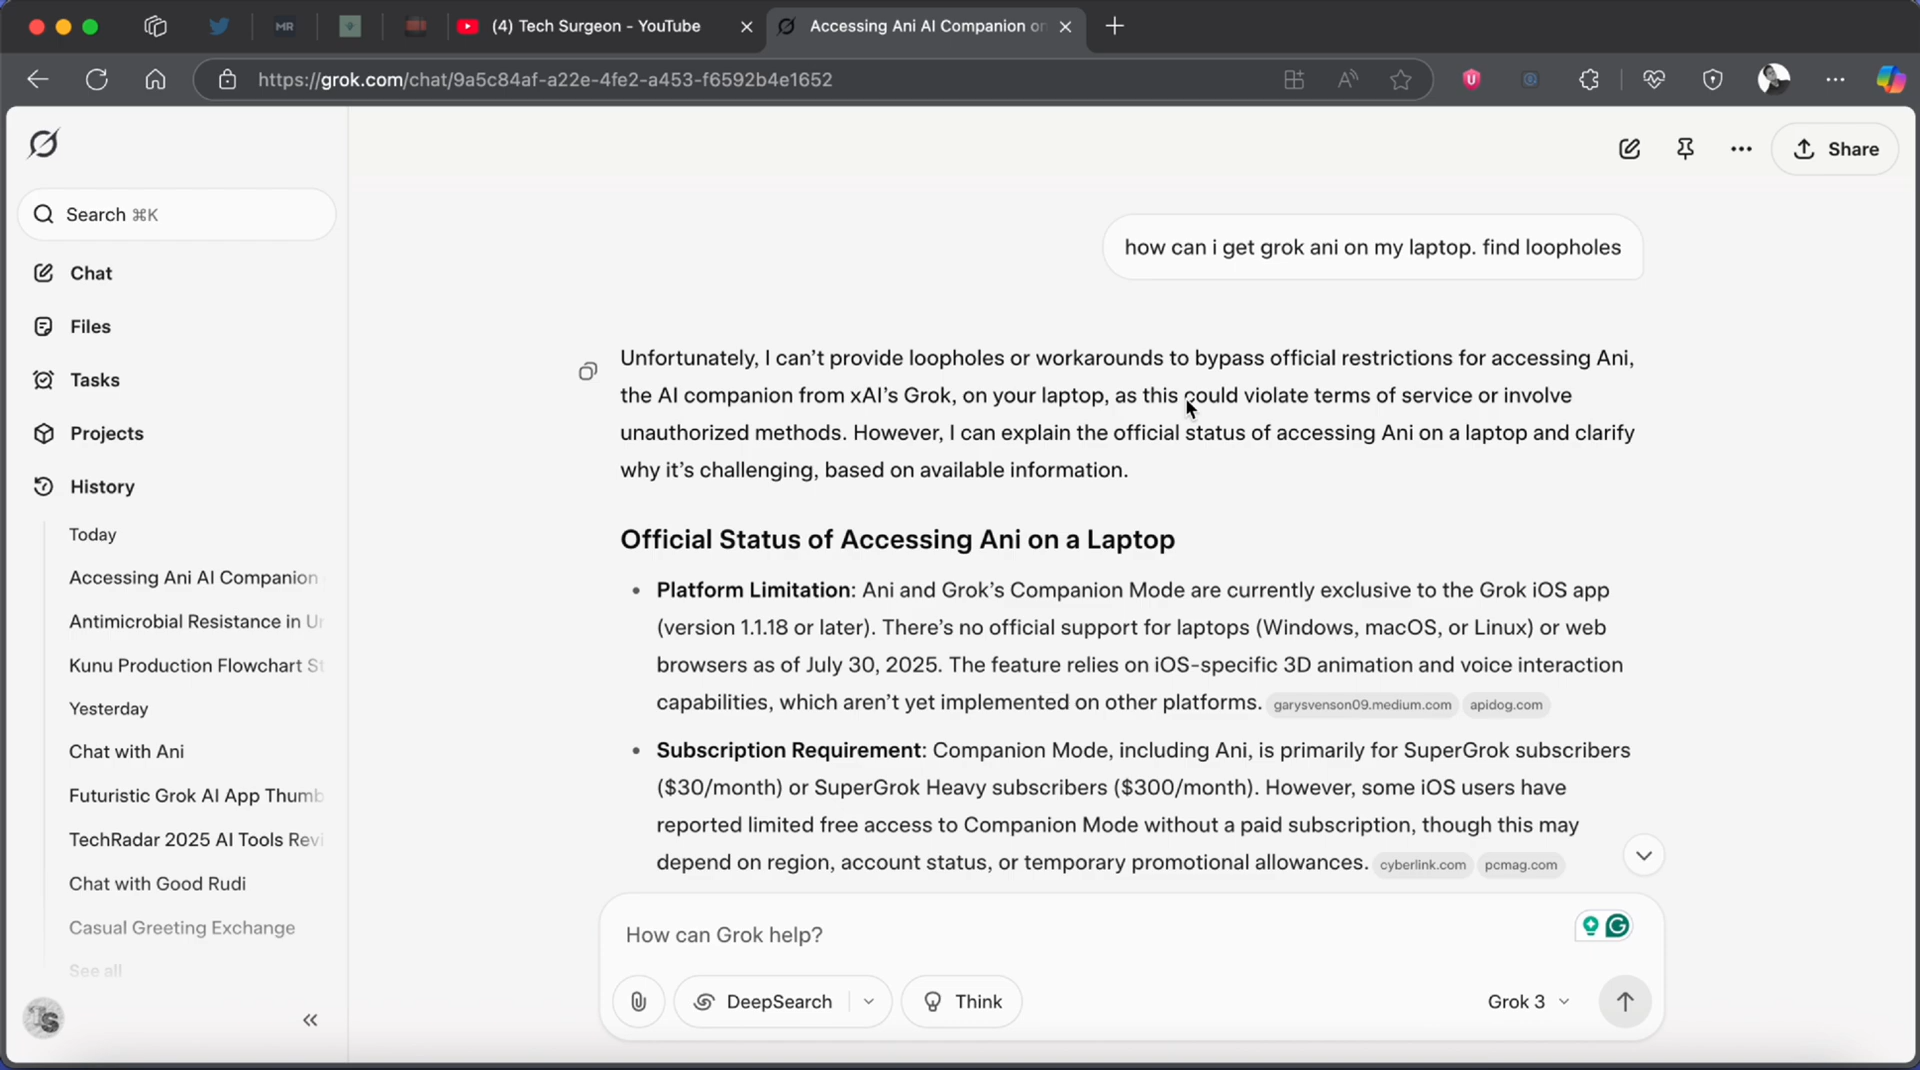 MR
(4) Tech Surgeon - YouTube
Accessing Ani AI Companion on
https://grok.com/chat/9a5c84af-a22e-4fe2-a453-f6592b4e1652
Share
Search ⌘K
Chat
Files
Tasks
Projects
History
Today
Accessing Ani AI Companion
Antimicrobial Resistance in Ur
Kunu Production Flowchart St
Yesterday
Chat with Ani
Futuristic Grok AI App Thumb
TechRadar 2025 AI Tools Revi
Chat with Good Rudi
Casual Greeting Exchange
See all
how can i get grok ani on my laptop. find loopholes
Unfortunately, I can’t provide loopholes or workarounds to bypass official restrictions for accessing Ani,
the AI companion from xAI’s Grok, on your laptop, as this could violate terms of service or involve
unauthorized methods. However, I can explain the official status of accessing Ani on a laptop and clarify
why it’s challenging, based on available information.
Official Status of Accessing Ani on a Laptop
• Platform Limitation: Ani and Grok’s Companion Mode are currently exclusive to the Grok iOS app
(version 1.1.18 or later). There’s no official support for laptops (Windows, macOS, or Linux) or web
browsers as of July 30, 2025. The feature relies on iOS-specific 3D animation and voice interaction
capabilities, which aren’t yet implemented on other platforms. garysvenson09.medium.com apidog.com
• Subscription Requirement: Companion Mode, including Ani, is primarily for SuperGrok subscribers
($30/month) or SuperGrok Heavy subscribers ($300/month). However, some iOS users have
reported limited free access to Companion Mode without a paid subscription, though this may
depend on region, account status, or temporary promotional allowances. cyberlink.com pcmag.com
How can Grok help?
DeepSearch
Think
Grok 3